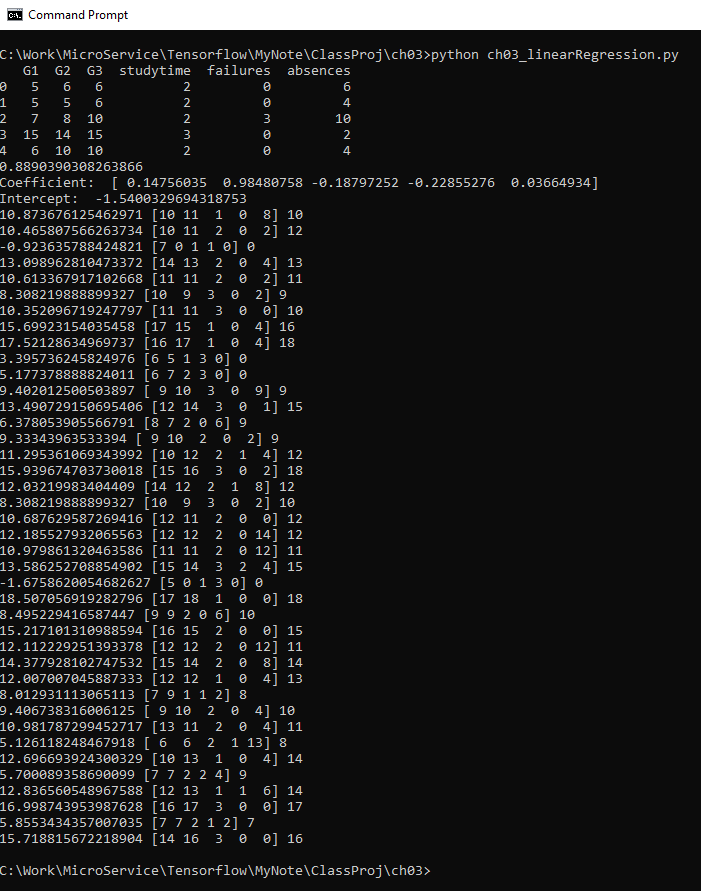 Command Prompt
C:\Work\MicroService\Tensorflow\MyNote\ClassProj\ch03>python ch03_linearRegression.py
   G1  G2  G3  studytime  failures  absences
0   5   6   6          2         0         6
1   5   5   6          2         0         4
2   7   8  10          2         3        10
3  15  14  15          3         0         2
4   6  10  10          2         0         4
0.8890390308263866
Coefficient:  [ 0.14756035  0.98480758 -0.18797252 -0.22855276  0.03664934]
Intercept:  -1.5400329694318753
10.873676125462971 [10 11  1  0  8] 10
10.465807566263734 [10 11  2  0  2] 12
-0.923635788424821 [7 0 1 1 0] 0
13.098962810473372 [14 13  2  0  4] 13
10.613367917102668 [11 11  2  0  2] 11
8.308219888899327 [10  9  3  0  2] 9
10.352096719247797 [11 11  3  0  0] 10
15.69923154035458 [17 15  1  0  4] 16
17.52128634969737 [16 17  1  0  4] 18
3.395736245824976 [6 5 1 3 0] 0
5.177378888824011 [6 7 2 3 0] 0
9.402012500503897 [ 9 10  3  0  9] 9
13.490729150695406 [12 14  3  0  1] 15
6.378053905566791 [8 7 2 0 6] 9
9.33343963533394 [ 9 10  2  0  2] 9
11.295361069343992 [10 12  2  1  4] 12
15.939674703730018 [15 16  3  0  2] 18
12.03219983404409 [14 12  2  1  8] 12
8.308219888899327 [10  9  3  0  2] 10
10.687629587269416 [12 11  2  0  0] 12
12.185527932065563 [12 12  2  0 14] 12
10.979861320463586 [11 11  2  0 12] 11
13.586252708854902 [15 14  3  2  4] 15
-1.6758620054682627 [5 0 1 3 0] 0
18.507056919282796 [17 18  1  0  0] 18
8.495229416587447 [9 9 2 0 6] 10
15.217101310988594 [16 15  2  0  0] 15
12.112229251393378 [12 12  2  0 12] 11
14.377928102747532 [15 14  2  0  8] 14
12.007007045887333 [12 12  1  0  4] 13
8.012931113065113 [7 9 1 1 2] 8
9.406738316006125 [ 9 10  2  0  4] 10
10.981787299452717 [13 11  2  0  4] 11
5.126118248467918 [ 6  6  2  1 13] 8
12.696693924300329 [10 13  1  0  4] 14
5.700089358690099 [7 7 2 2 4] 9
12.836560548967588 [12 13  1  1  6] 14
16.998743953987628 [16 17  3  0  0] 17
5.8553434357007035 [7 7 2 1 2] 7
15.718815672218904 [14 16  3  0  0] 16
C:\Work\MicroService\Tensorflow\MyNote\ClassProj\ch03>